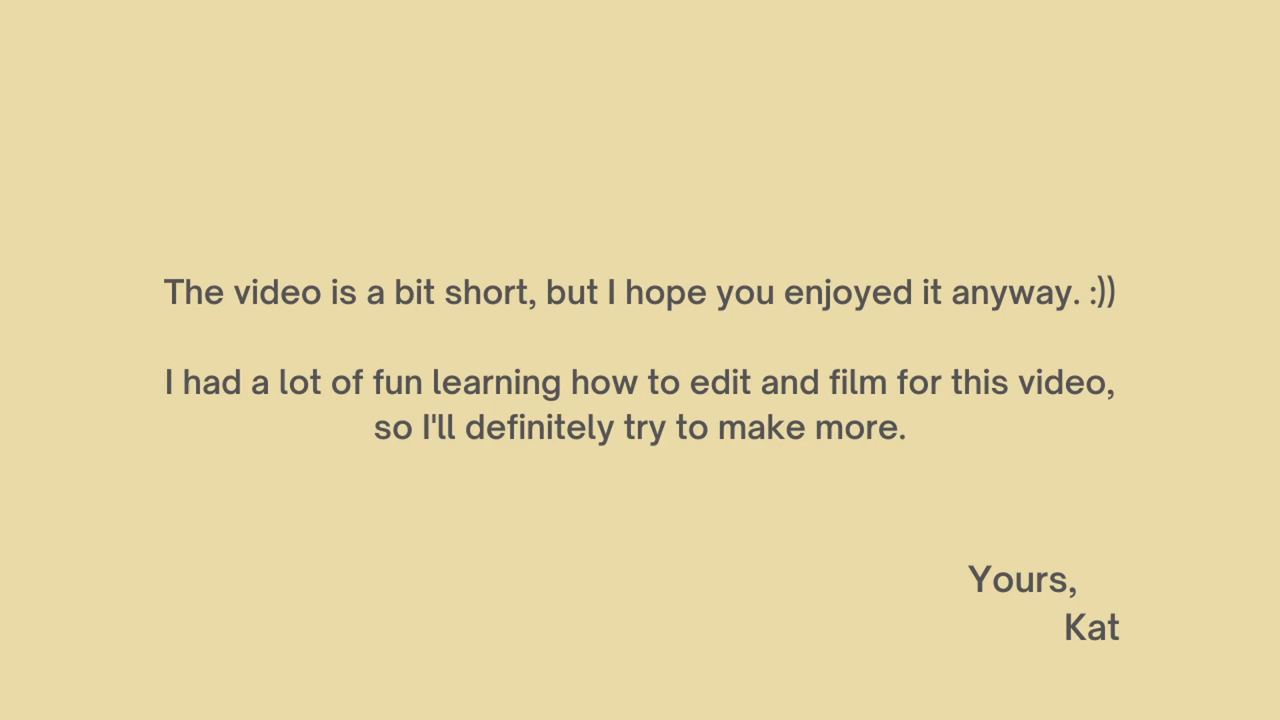 The video is a bit short, but I hope you enjoyed it anyway. :))
I had a lot of fun learning how to edit and film for this video,
so I'll definitely try to make more.
Yours,
Kat